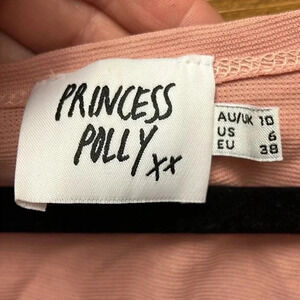 PRINCESS
POLLY
xx
AU/UK 10
US 6
EU 38